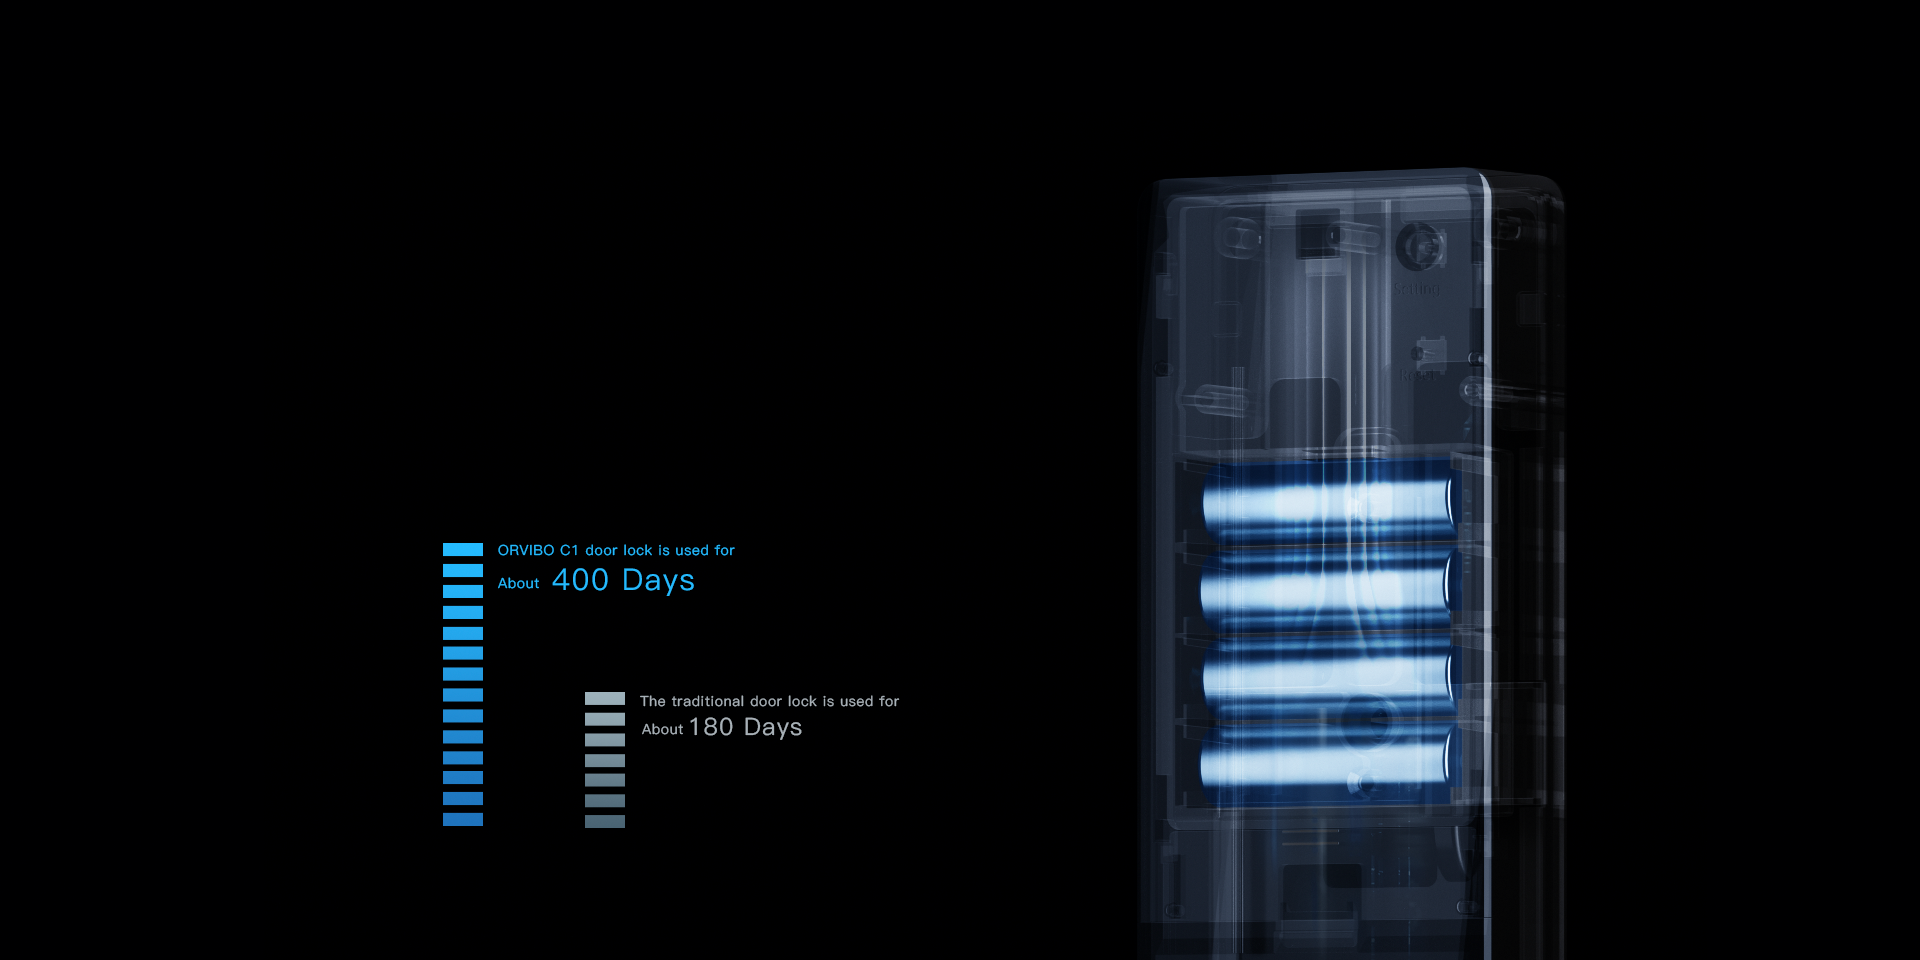 ORVIBO C1 door lock is used for
About 400 Days
The traditional door lock is used for
About 180 Days
Setting